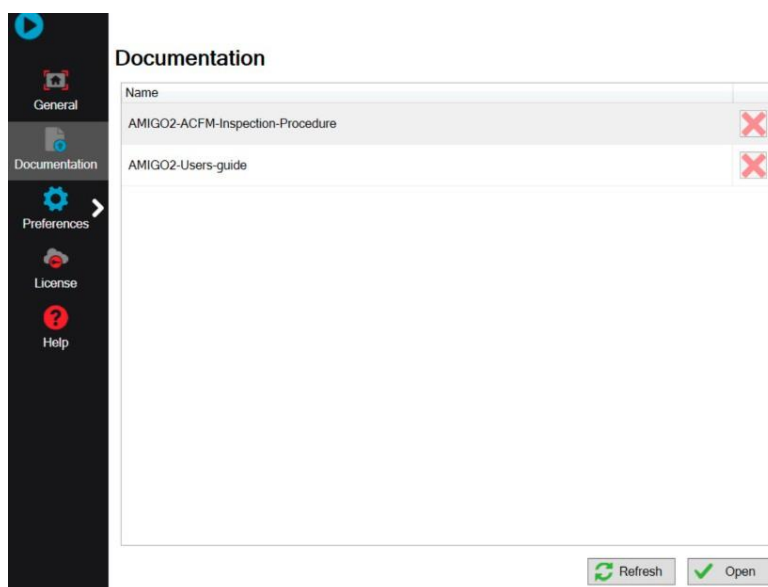 Documentation
General
Documentation
Preferences
License
Help
Name
AMIGO2-ACFM-Inspection-Procedure
AMIGO2-Users-guide
Refresh
Open